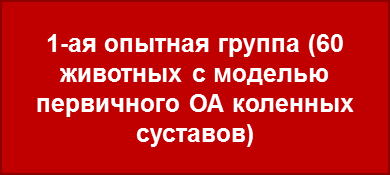 1-ая опытная группа (60
животных с моделью
первичного ОА коленных
суставов)